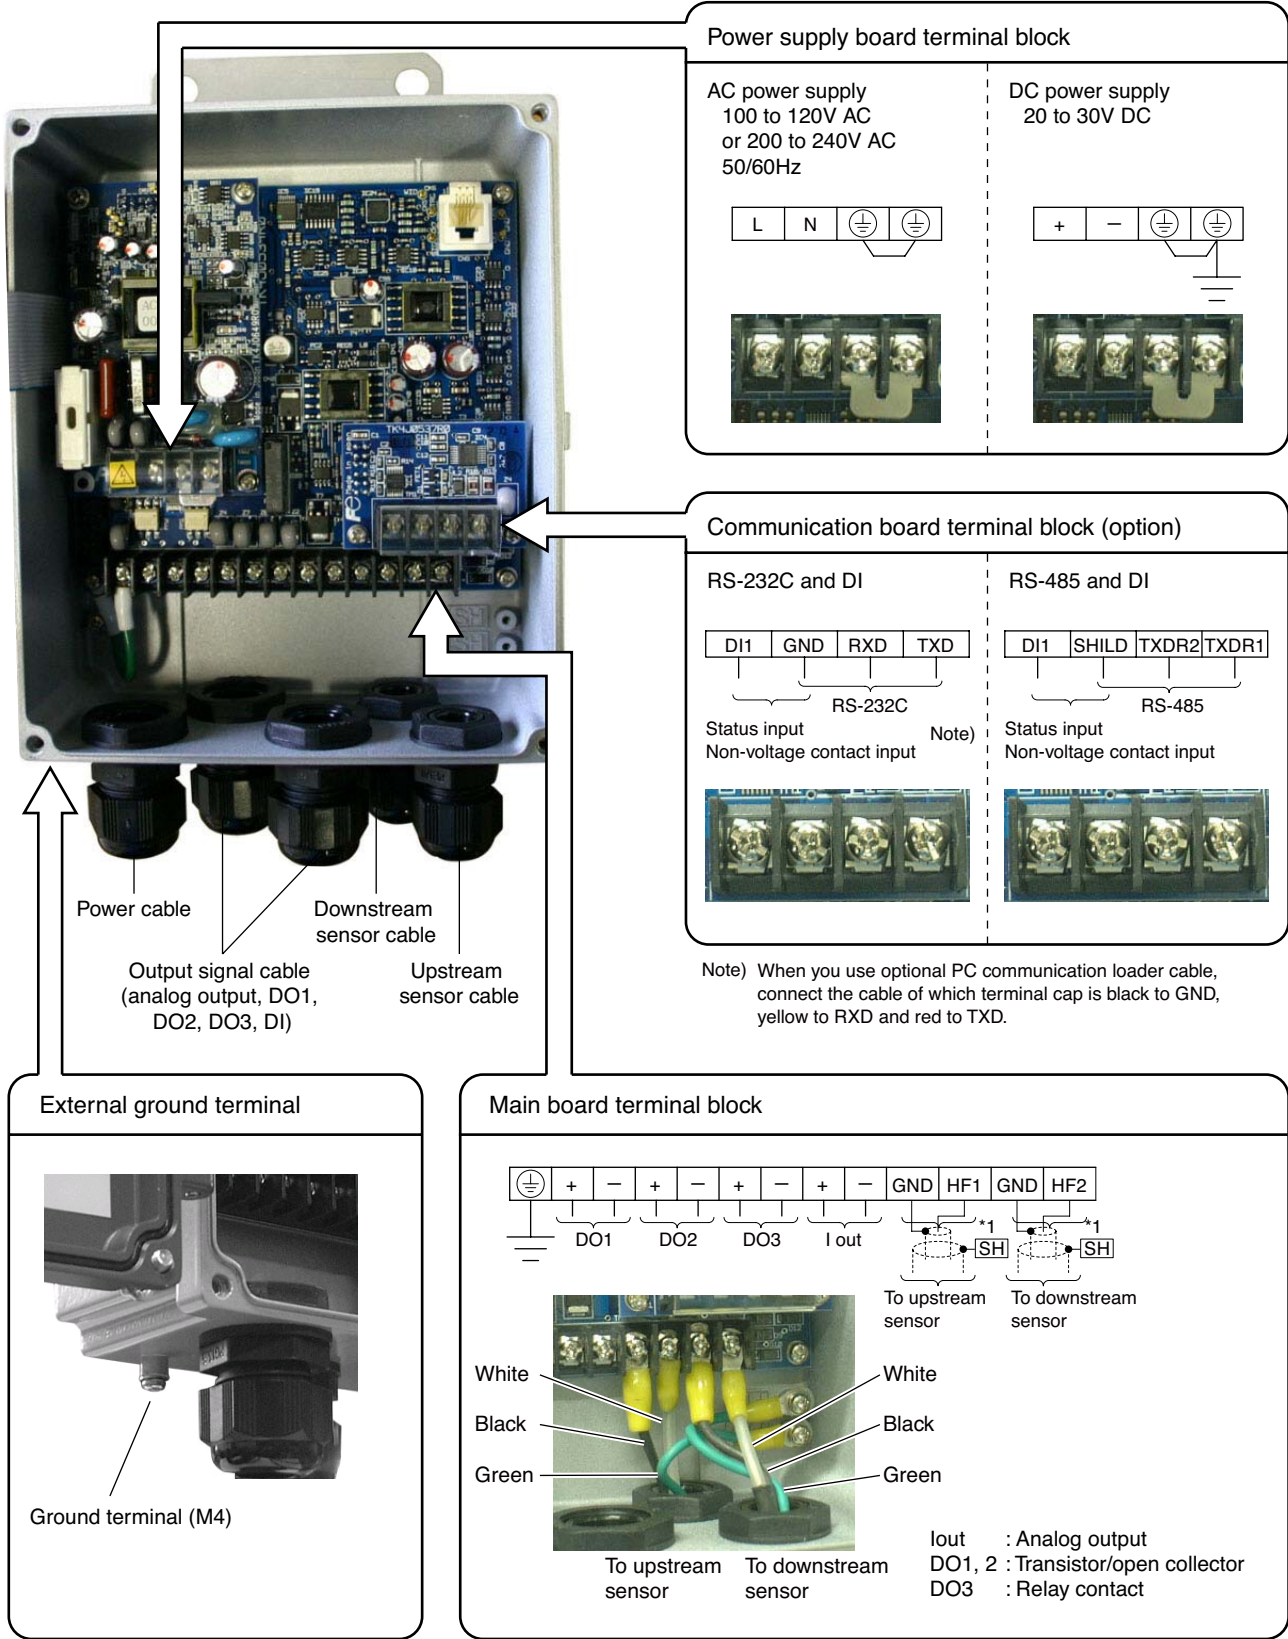 Power supply board terminal block
AC power supply
100 to 120V AC
or 200 to 240V AC
50/60Hz
L N
DC power supply
20 to 30V DC
+ −
TK4J0537R0
Communication board terminal block (option)
RS-232C and DI
DI1 GND RXD TXD
RS-232C
Status input
Non-voltage contact input
Note)
RS-485 and DI
DI1 SHILD TXDR2 TXDR1
RS-485
Status input
Non-voltage contact input
Note) When you use optional PC communication loader cable,
connect the cable of which terminal cap is black to GND,
yellow to RXD and red to TXD.
Power cable
Output signal cable
(analog output, DO1,
DO2, DO3, DI)
Downstream
sensor cable
Upstream
sensor cable
External ground terminal
Ground terminal (M4)
Main board terminal block
+ − + − + − + − GND HF1 GND HF2
DO1 DO2 DO3 I out
*1 *1
SH SH
To upstream
sensor
To downstream
sensor
White
Black
Green
White
Black
Green
To upstream
sensor
To downstream
sensor
Iout : Analog output
DO1, 2 : Transistor/open collector
DO3 : Relay contact